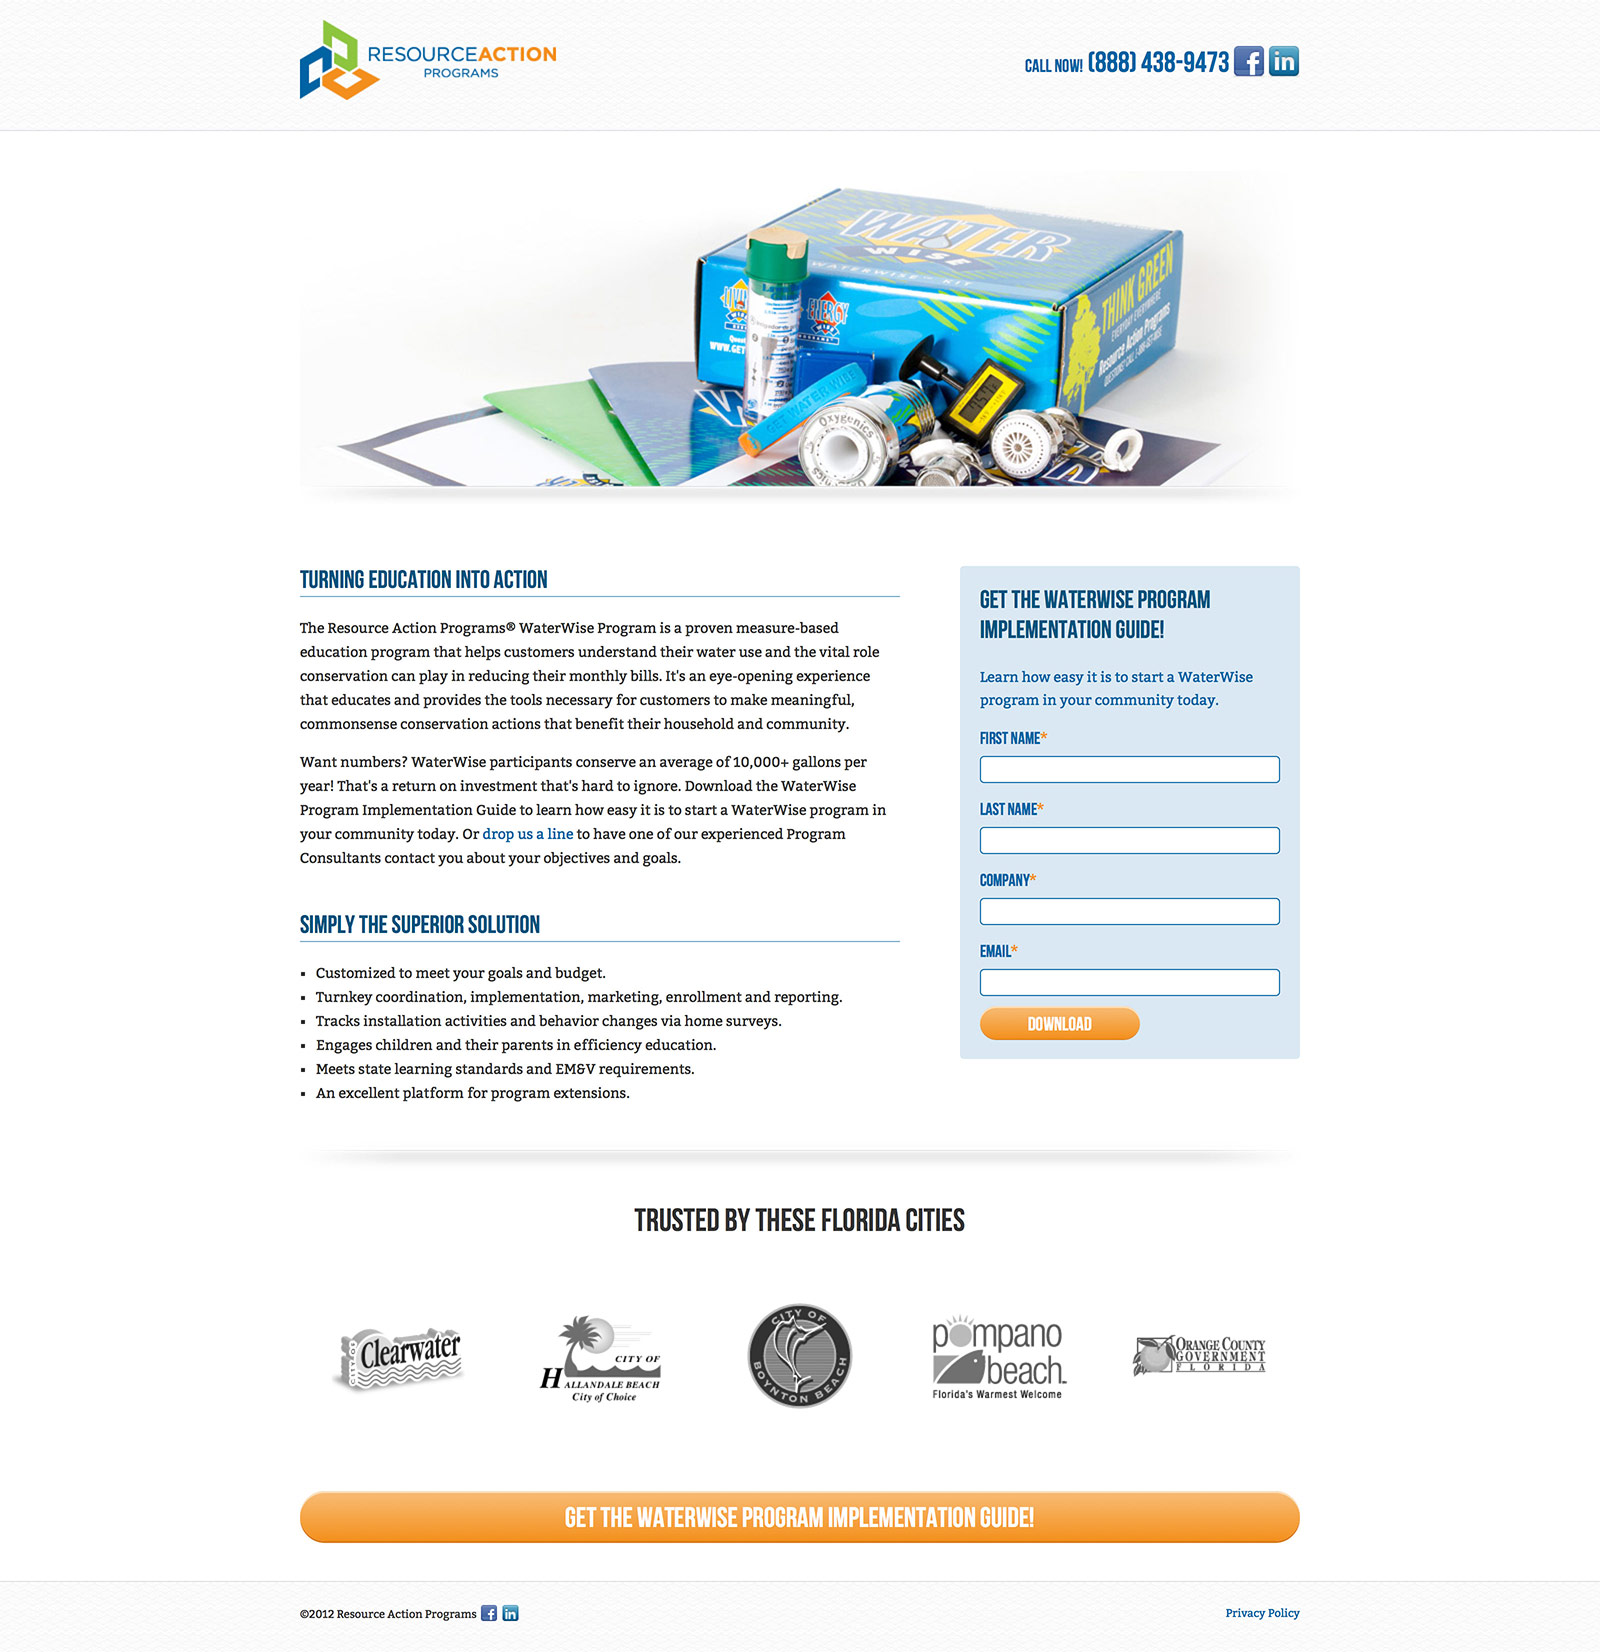 RESOURCEACTION
PROGRAMS
CALL NOW! (888) 438-9473
WATER
WISE
WATERWISE™ KIT
THINK GREEN
EVERYDAY EVERYWHERE
Resource Action Programs
ENERGY
WISE
WWW.GET
GET WATER WISE
Oxygenics
TURNING EDUCATION INTO ACTION
The Resource Action Programs® WaterWise Program is a proven measure-based
education program that helps customers understand their water use and the vital role
conservation can play in reducing their monthly bills. It's an eye-opening experience
that educates and provides the tools necessary for customers to make meaningful,
commonsense conservation actions that benefit their household and community.
Want numbers? WaterWise participants conserve an average of 10,000+ gallons per
year! That's a return on investment that's hard to ignore. Download the WaterWise
Program Implementation Guide to learn how easy it is to start a WaterWise program in
your community today. Or drop us a line to have one of our experienced Program
Consultants contact you about your objectives and goals.
SIMPLY THE SUPERIOR SOLUTION
▪ Customized to meet your goals and budget.
▪ Turnkey coordination, implementation, marketing, enrollment and reporting.
▪ Tracks installation activities and behavior changes via home surveys.
▪ Engages children and their parents in efficiency education.
▪ Meets state learning standards and EM&V requirements.
▪ An excellent platform for program extensions.
GET THE WATERWISE PROGRAM
IMPLEMENTATION GUIDE!
Learn how easy it is to start a WaterWise
program in your community today.
FIRST NAME*
LAST NAME*
COMPANY*
EMAIL*
DOWNLOAD
TRUSTED BY THESE FLORIDA CITIES
CITY OF
Clearwater
CITY OF
HALLANDALE BEACH
City of Choice
CITY OF
BOYNTON BEACH
pompano
beach
Florida's Warmest Welcome
ORANGE COUNTY
GOVERNMENT
FLORIDA
GET THE WATERWISE PROGRAM IMPLEMENTATION GUIDE!
©2012 Resource Action Programs
Privacy Policy